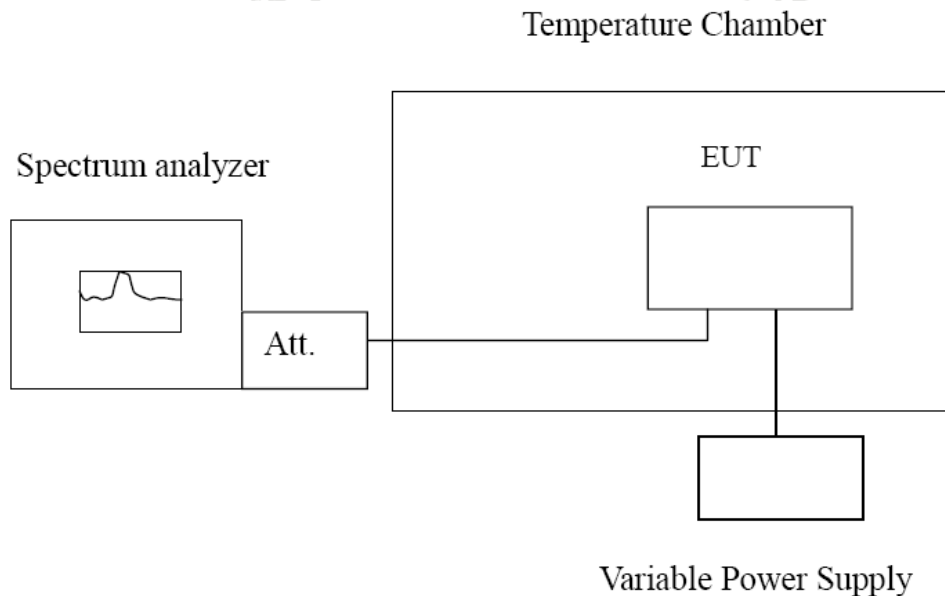 Temperature Chamber
Spectrum analyzer
EUT
Att.
Variable Power Supply